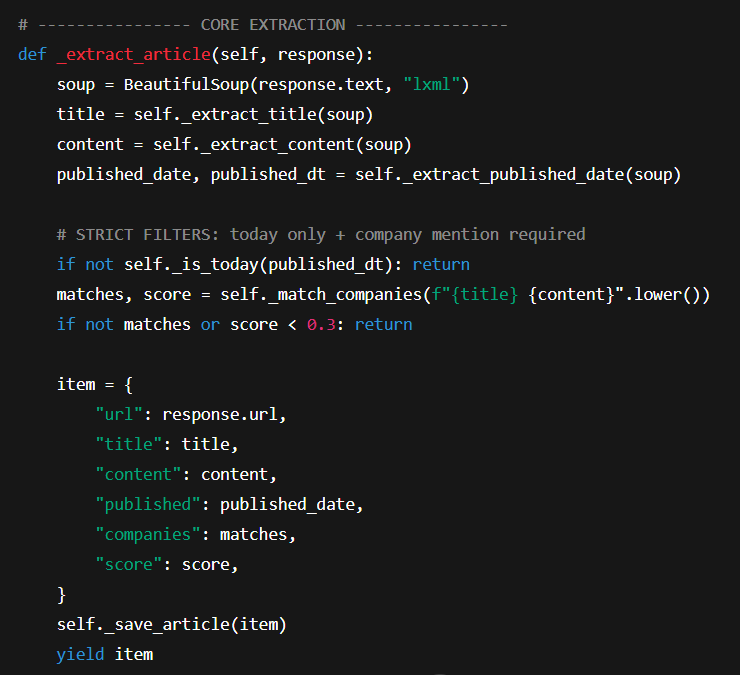 # ---------------- CORE EXTRACTION ----------------
def _extract_article(self, response):
    soup = BeautifulSoup(response.text, "lxml")
    title = self._extract_title(soup)
    content = self._extract_content(soup)
    published_date, published_dt = self._extract_published_date(soup)

    # STRICT FILTERS: today only + company mention required
    if not self._is_today(published_dt): return
    matches, score = self._match_companies(f"{title} {content}".lower())
    if not matches or score < 0.3: return

    item = {
        "url": response.url,
        "title": title,
        "content": content,
        "published": published_date,
        "companies": matches,
        "score": score,
    }
    self._save_article(item)
    yield item